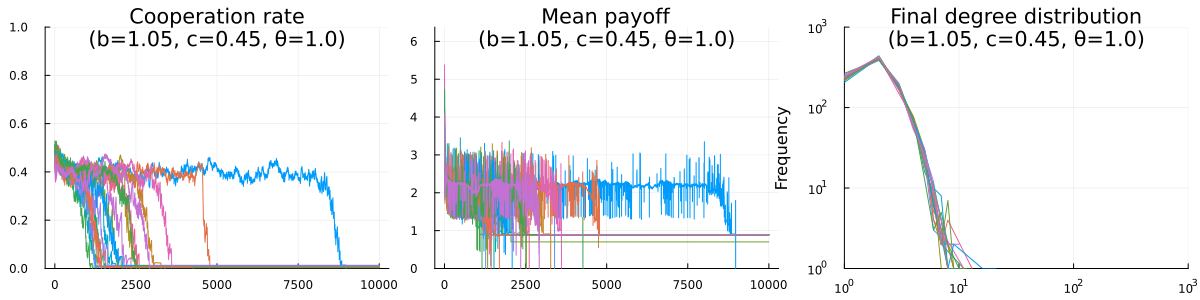 Cooperation rate
(b=1.05, c=0.45, θ=1.0)
1.0
0.8
0.6
0.4
0.2
0.0
0 2500 5000 7500 10000
Mean payoff
(b=1.05, c=0.45, θ=1.0)
6
5
4
3
2
1
0
0 2500 5000 7500 10000
Final degree distribution
(b=1.05, c=0.45, θ=1.0)
Frequency
10³
10²
10¹
10⁰
10⁰ 10¹ 10² 10³